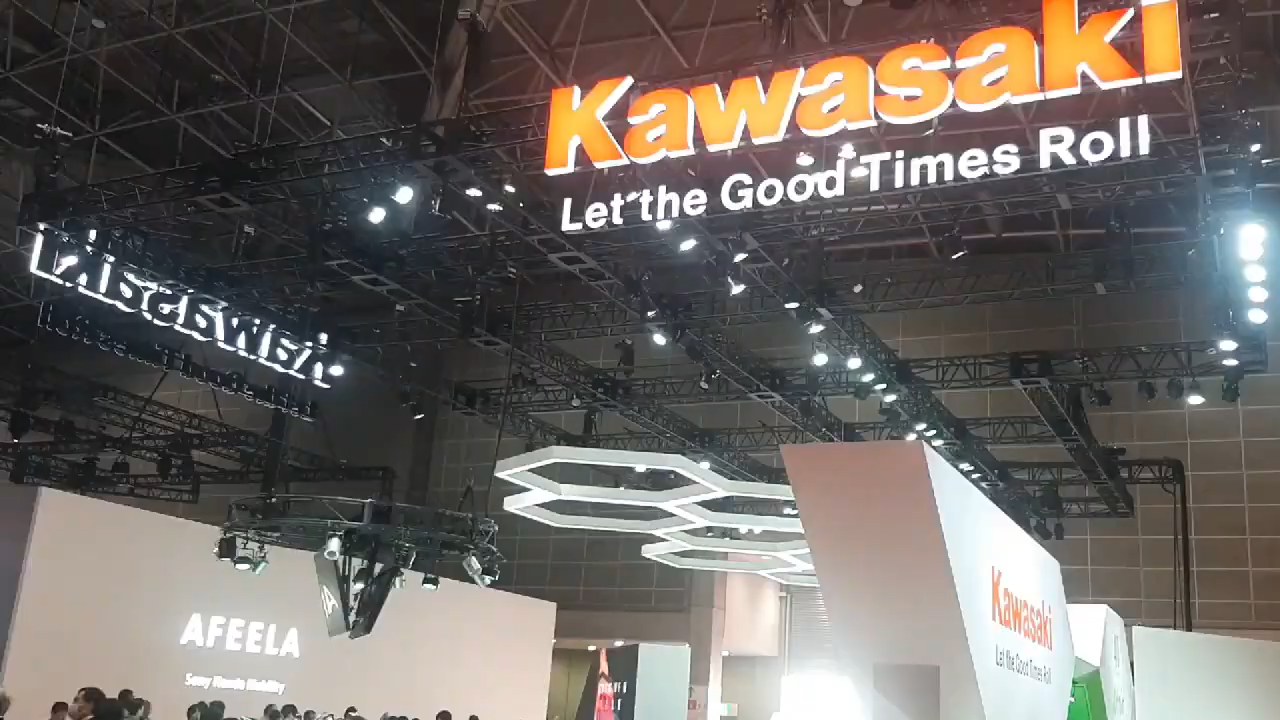 Kawasaki
Let the Good Times Roll
AFEELA
Sony Honda Mobility
Kawasaki
Let the Good Times Roll